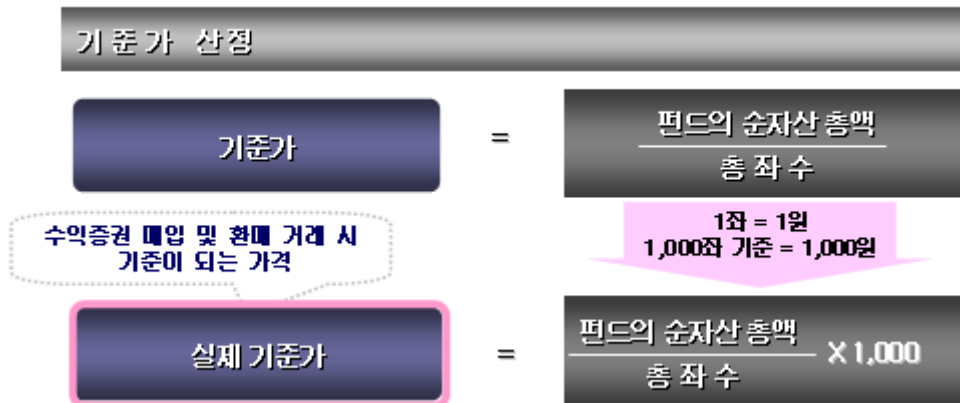 기준가 산정
기준가
=
펀드의 순자산 총액
총 좌 수
수익증권 매입 및 환매 거래 시
기준이 되는 가격
1좌 = 1원
1,000좌 기준 = 1,000원
실제 기준가
=
펀드의 순자산 총액
총 좌 수
X 1,000